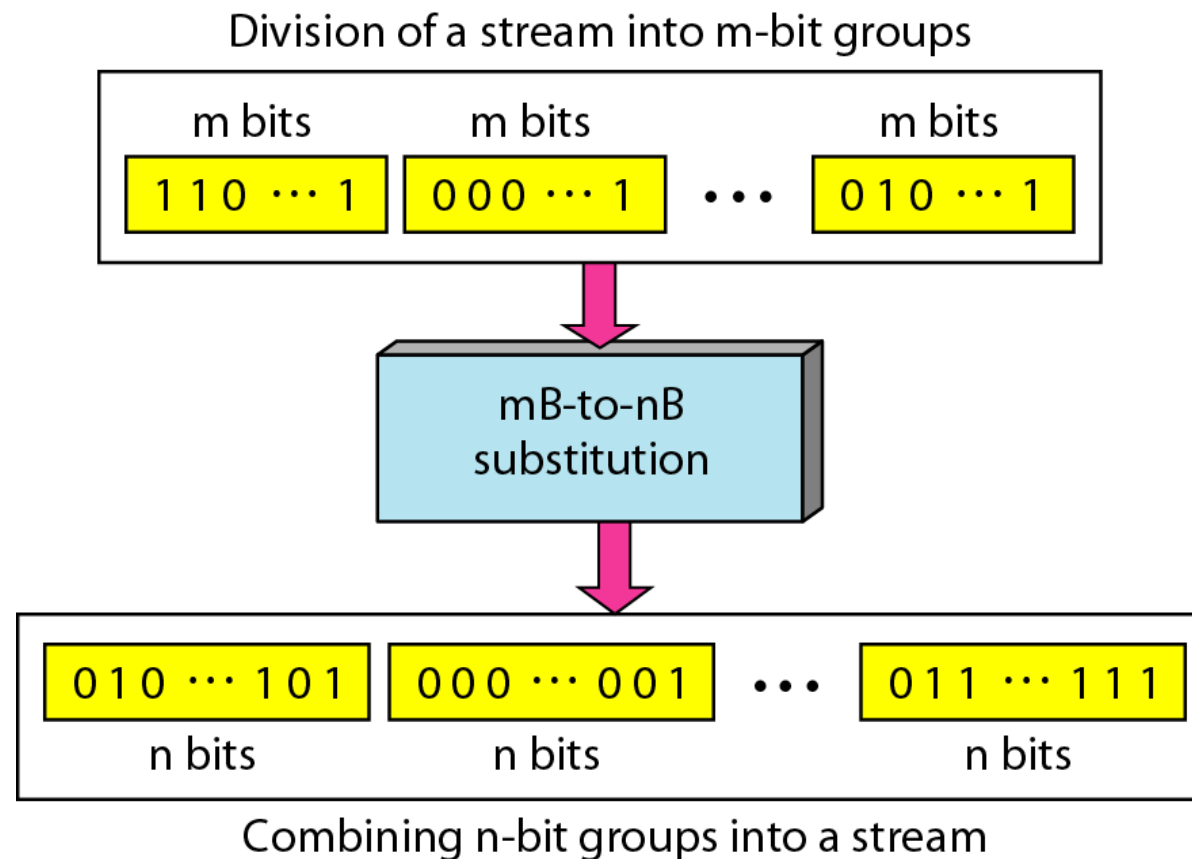 Division of a stream into m-bit groups
m bits m bits m bits
1 1 0 ··· 1 0 0 0 ··· 1 ••• 0 1 0 ··· 1
mB-to-nB
substitution
0 1 0 ··· 1 0 1 0 0 0 ··· 0 0 1 ••• 0 1 1 ··· 1 1 1
n bits n bits n bits
Combining n-bit groups into a stream